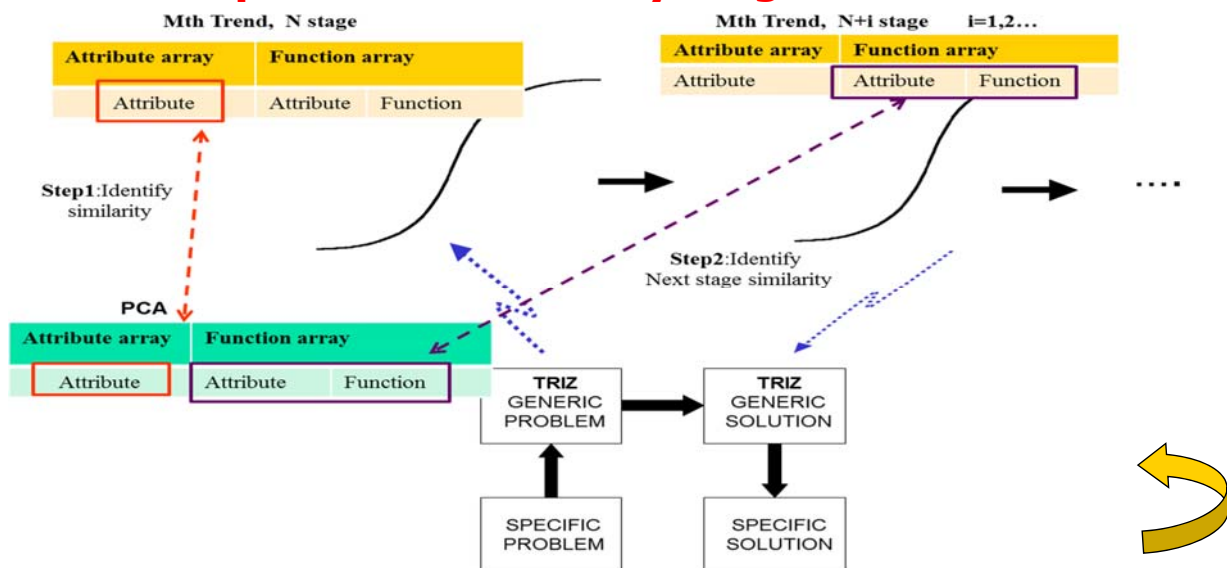 Mth Trend, N stage
Attribute array Function array
Attribute Attribute Function
Mth Trend, N+i stage i=1,2…
Attribute array Function array
Attribute Attribute Function
Step1:Identify
similarity
....
Step2:Identify
Next stage similarity
PCA
Attribute array Function array
Attribute Attribute Function
TRIZ
GENERIC
PROBLEM
TRIZ
GENERIC
SOLUTION
SPECIFIC
PROBLEM
SPECIFIC
SOLUTION